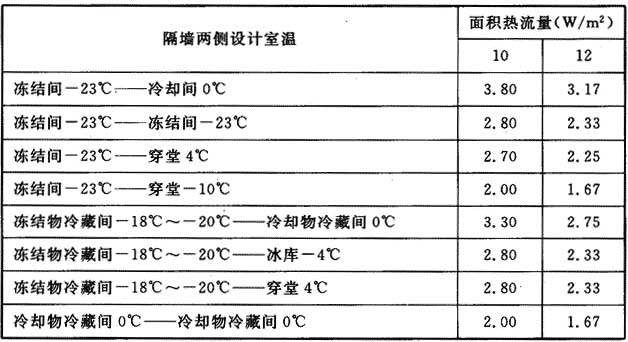 隔墙两侧设计室温 面积热流量(W/m²)
10 12
冻结间－23℃——冷却间 0℃ 3.80 3.17
冻结间－23℃——冻结间－23℃ 2.80 2.33
冻结间－23℃——穿堂 4℃ 2.70 2.25
冻结间－23℃——穿堂－10℃ 2.00 1.67
冻结物冷藏间－18℃～－20℃——冷却物冷藏间 0℃ 3.30 2.75
冻结物冷藏间－18℃～－20℃——冰库－4℃ 2.80 2.33
冻结物冷藏间－18℃～－20℃——穿堂 4℃ 2.80 2.33
冷却物冷藏间 0℃——冷却物冷藏间 0℃ 2.00 1.67